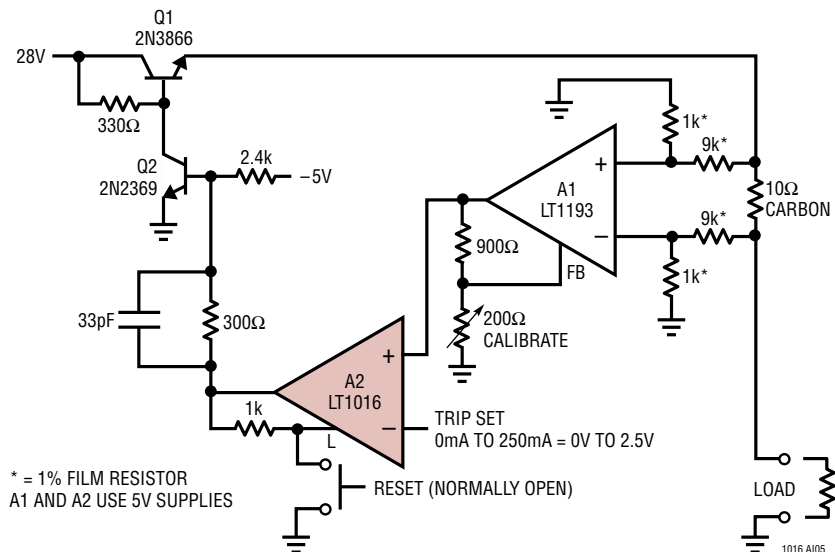 Q1
2N3866
28V
330Ω
Q2
2N2369
2.4k
−5V
33pF
300Ω
1k
+
−
A2
LT1016
L
RESET (NORMALLY OPEN)
TRIP SET
0mA TO 250mA = 0V TO 2.5V
900Ω
200Ω
CALIBRATE
FB
+
−
A1
LT1193
1k*
9k*
10Ω
CARBON
9k*
1k*
LOAD
* = 1% FILM RESISTOR
A1 AND A2 USE 5V SUPPLIES
1016 AI05